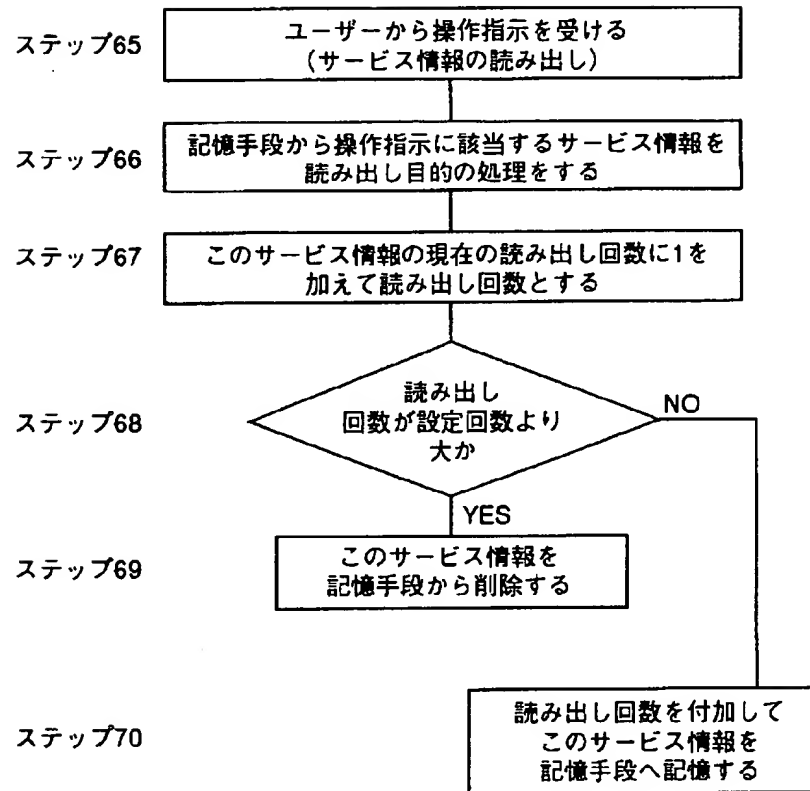 ステップ65
ユーザーから操作指示を受ける
(サービス情報の読み出し)
ステップ66
記憶手段から操作指示に該当するサービス情報を
読み出し目的の処理をする
ステップ67
このサービス情報の現在の読み出し回数に1を
加えて読み出し回数とする
ステップ68
読み出し
回数が設定回数より
大か
NO
YES
ステップ69
このサービス情報を
記憶手段から削除する
ステップ70
読み出し回数を付加して
このサービス情報を
記憶手段へ記憶する